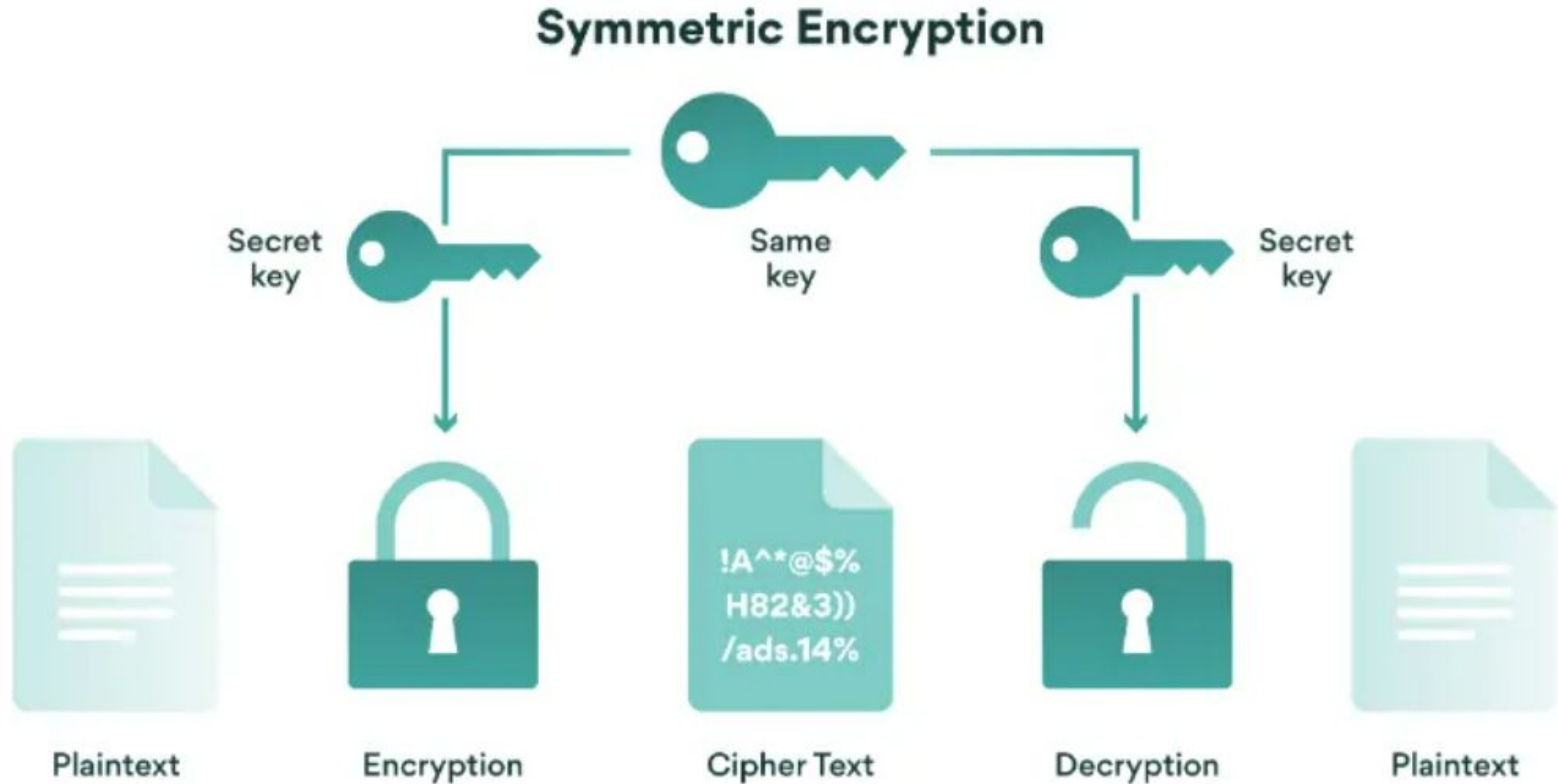 Symmetric Encryption
Secret
key
Same
key
Secret
key
!A^*@$%
H82&3))
/ads.14%
Plaintext
Encryption
Cipher Text
Decryption
Plaintext